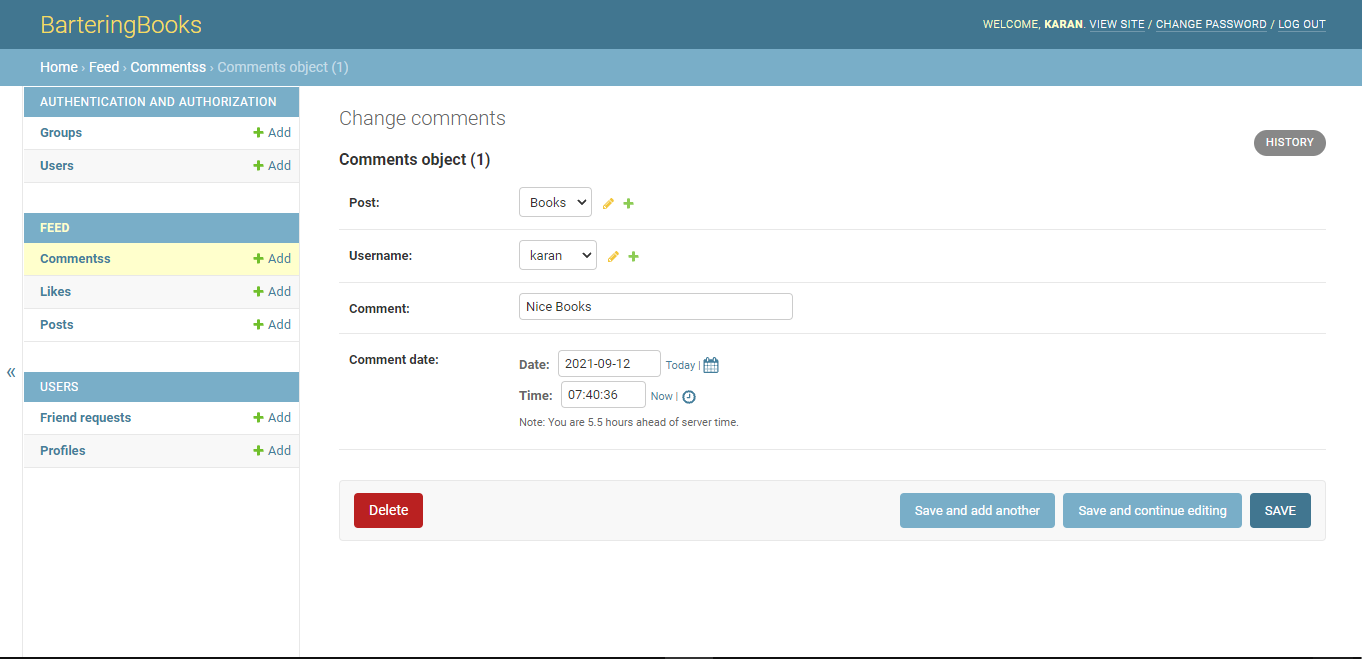 BarteringBooks
WELCOME, KARAN. VIEW SITE / CHANGE PASSWORD / LOG OUT
Home › Feed › Commentss › Comments object (1)
AUTHENTICATION AND AUTHORIZATION
Groups + Add
Users + Add
FEED
Commentss + Add
Likes + Add
Posts + Add
USERS
Friend requests + Add
Profiles + Add
«
Change comments
HISTORY
Comments object (1)
Post: Books
Username: karan
Comment: Nice Books
Comment date: Date: 2021-09-12 Today |
Time: 07:40:36 Now |
Note: You are 5.5 hours ahead of server time.
Delete Save and add another Save and continue editing SAVE